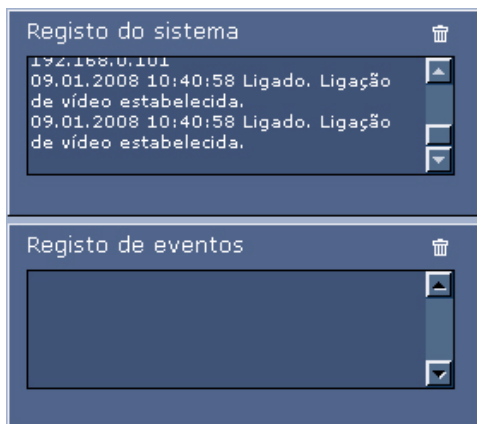 Registo do sistema
192.168.0.101
09.01.2008 10:40:58 Ligado. Ligação
de vídeo estabelecida.
09.01.2008 10:40:58 Ligado. Ligação
de vídeo estabelecida.
Registo de eventos